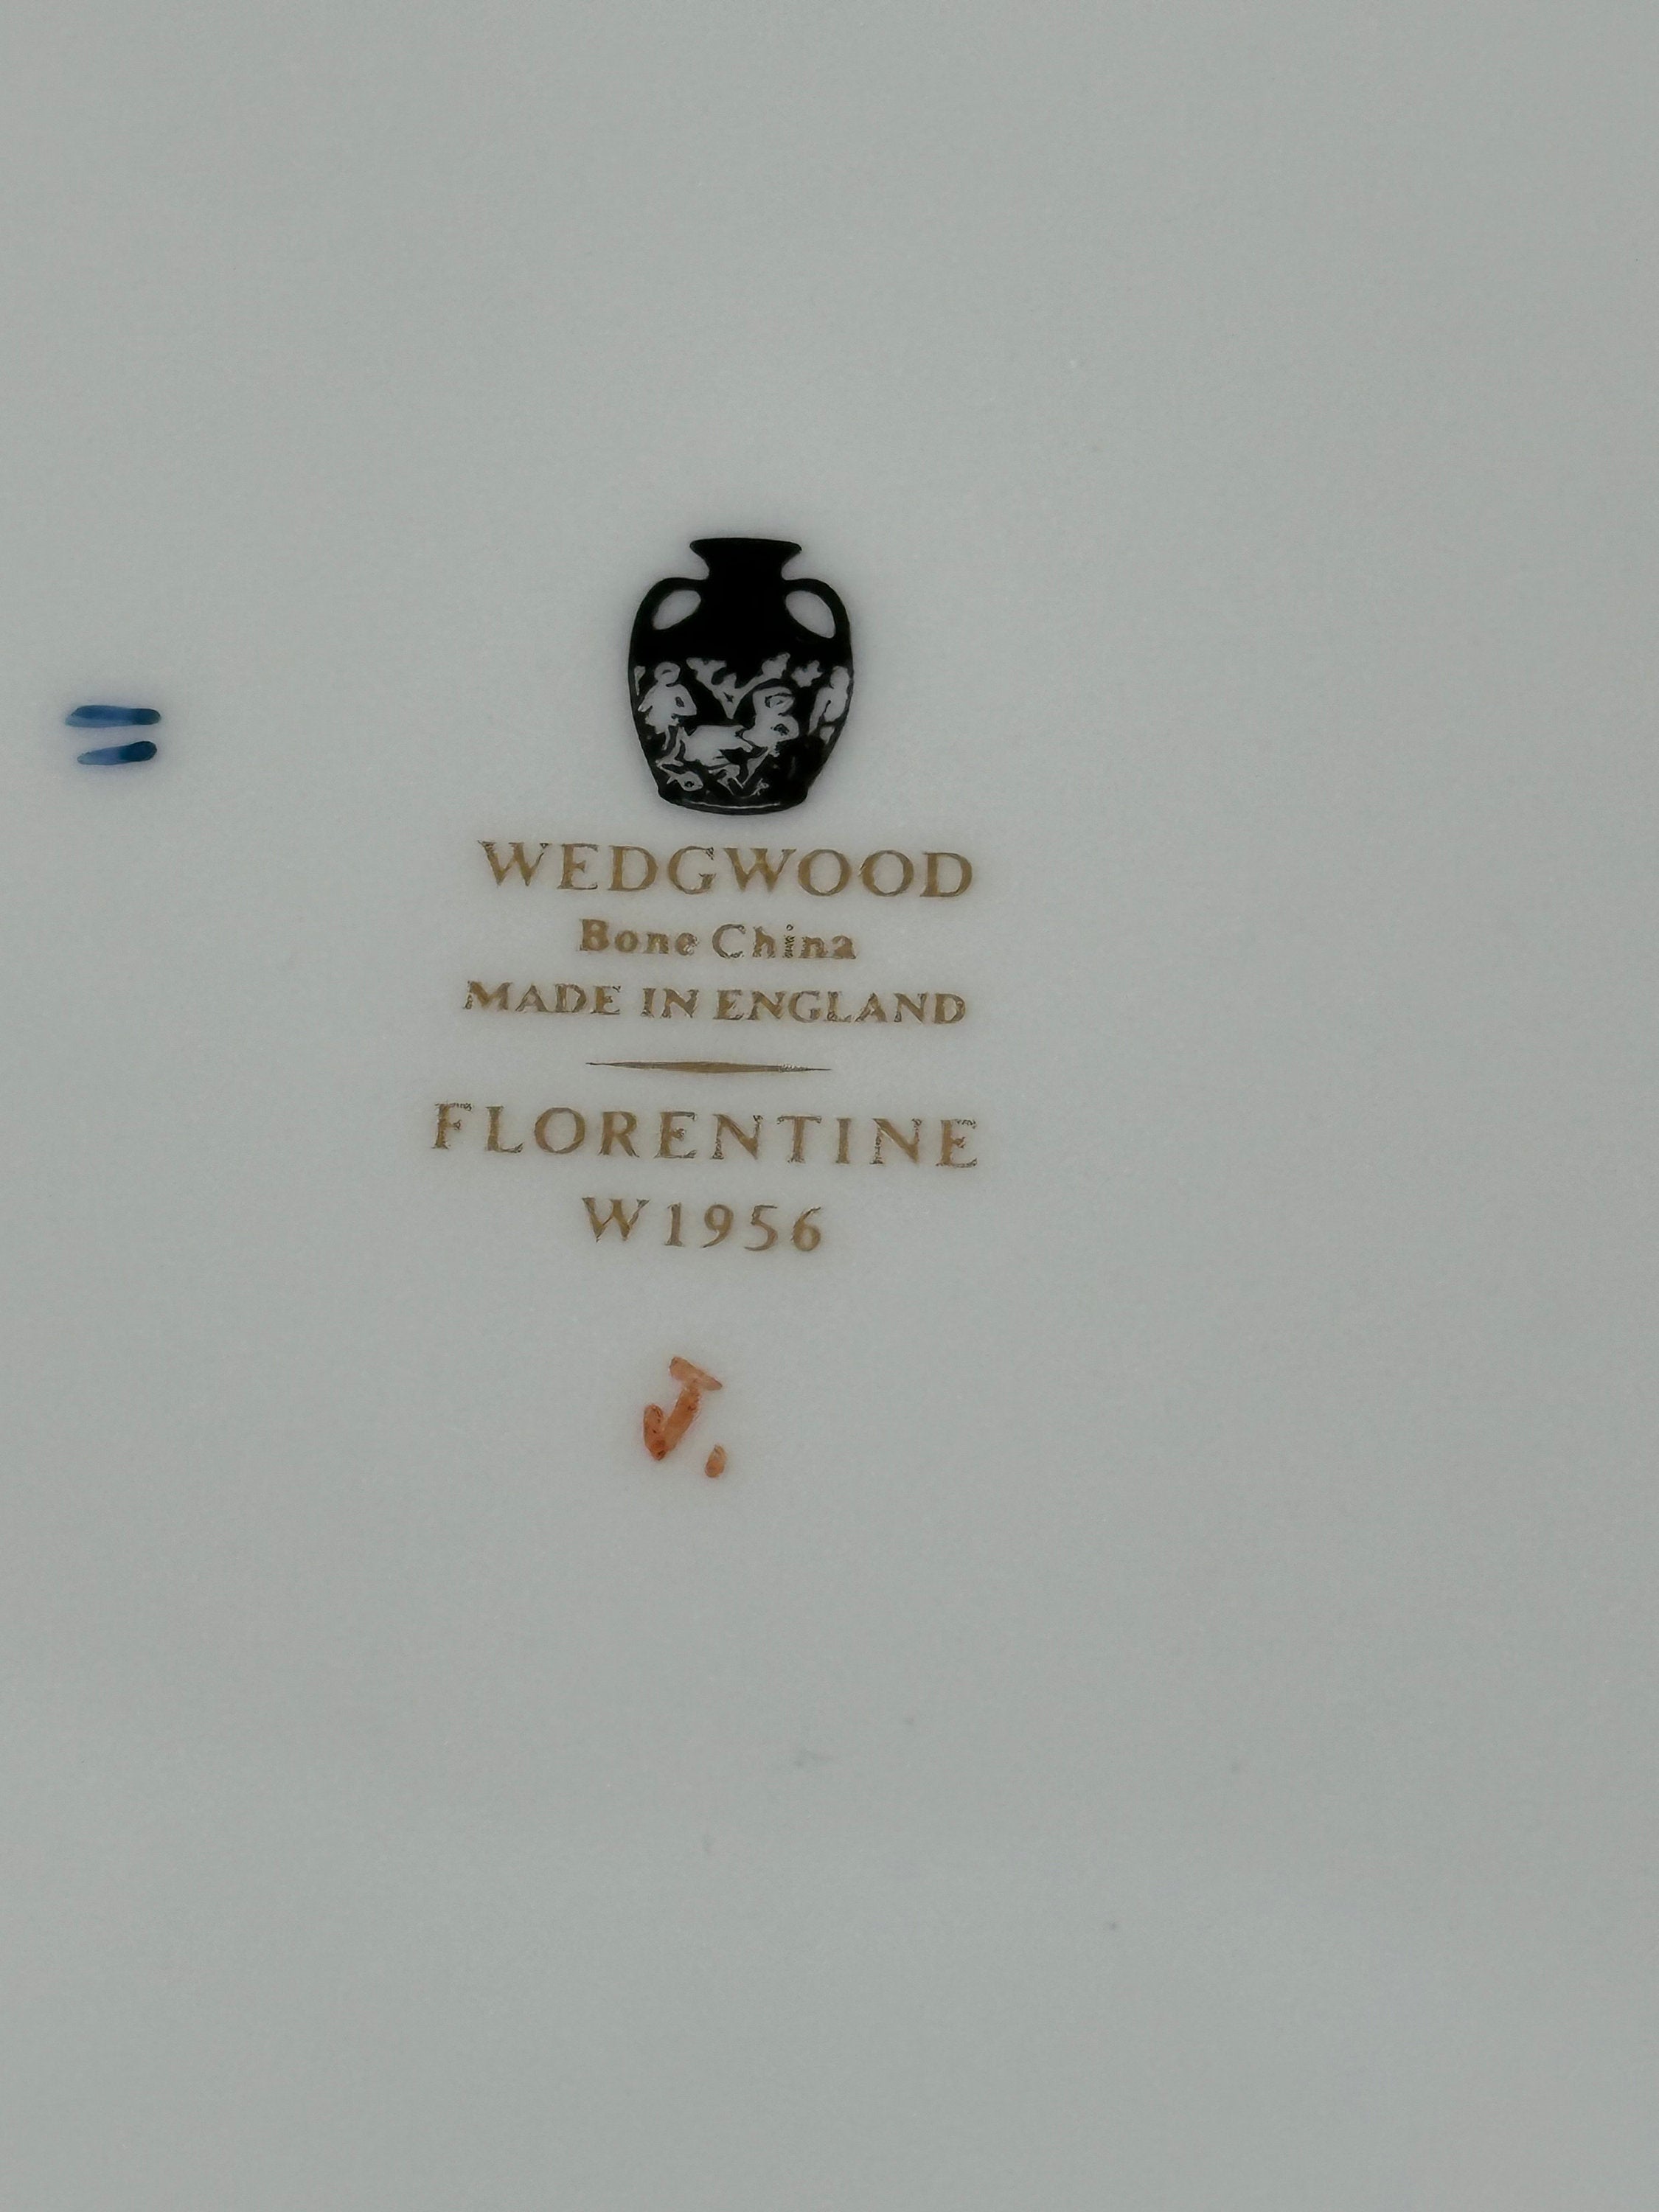 WEDGWOOD
Bone China
MADE IN ENGLAND
FLORENTINE
W1956
J.